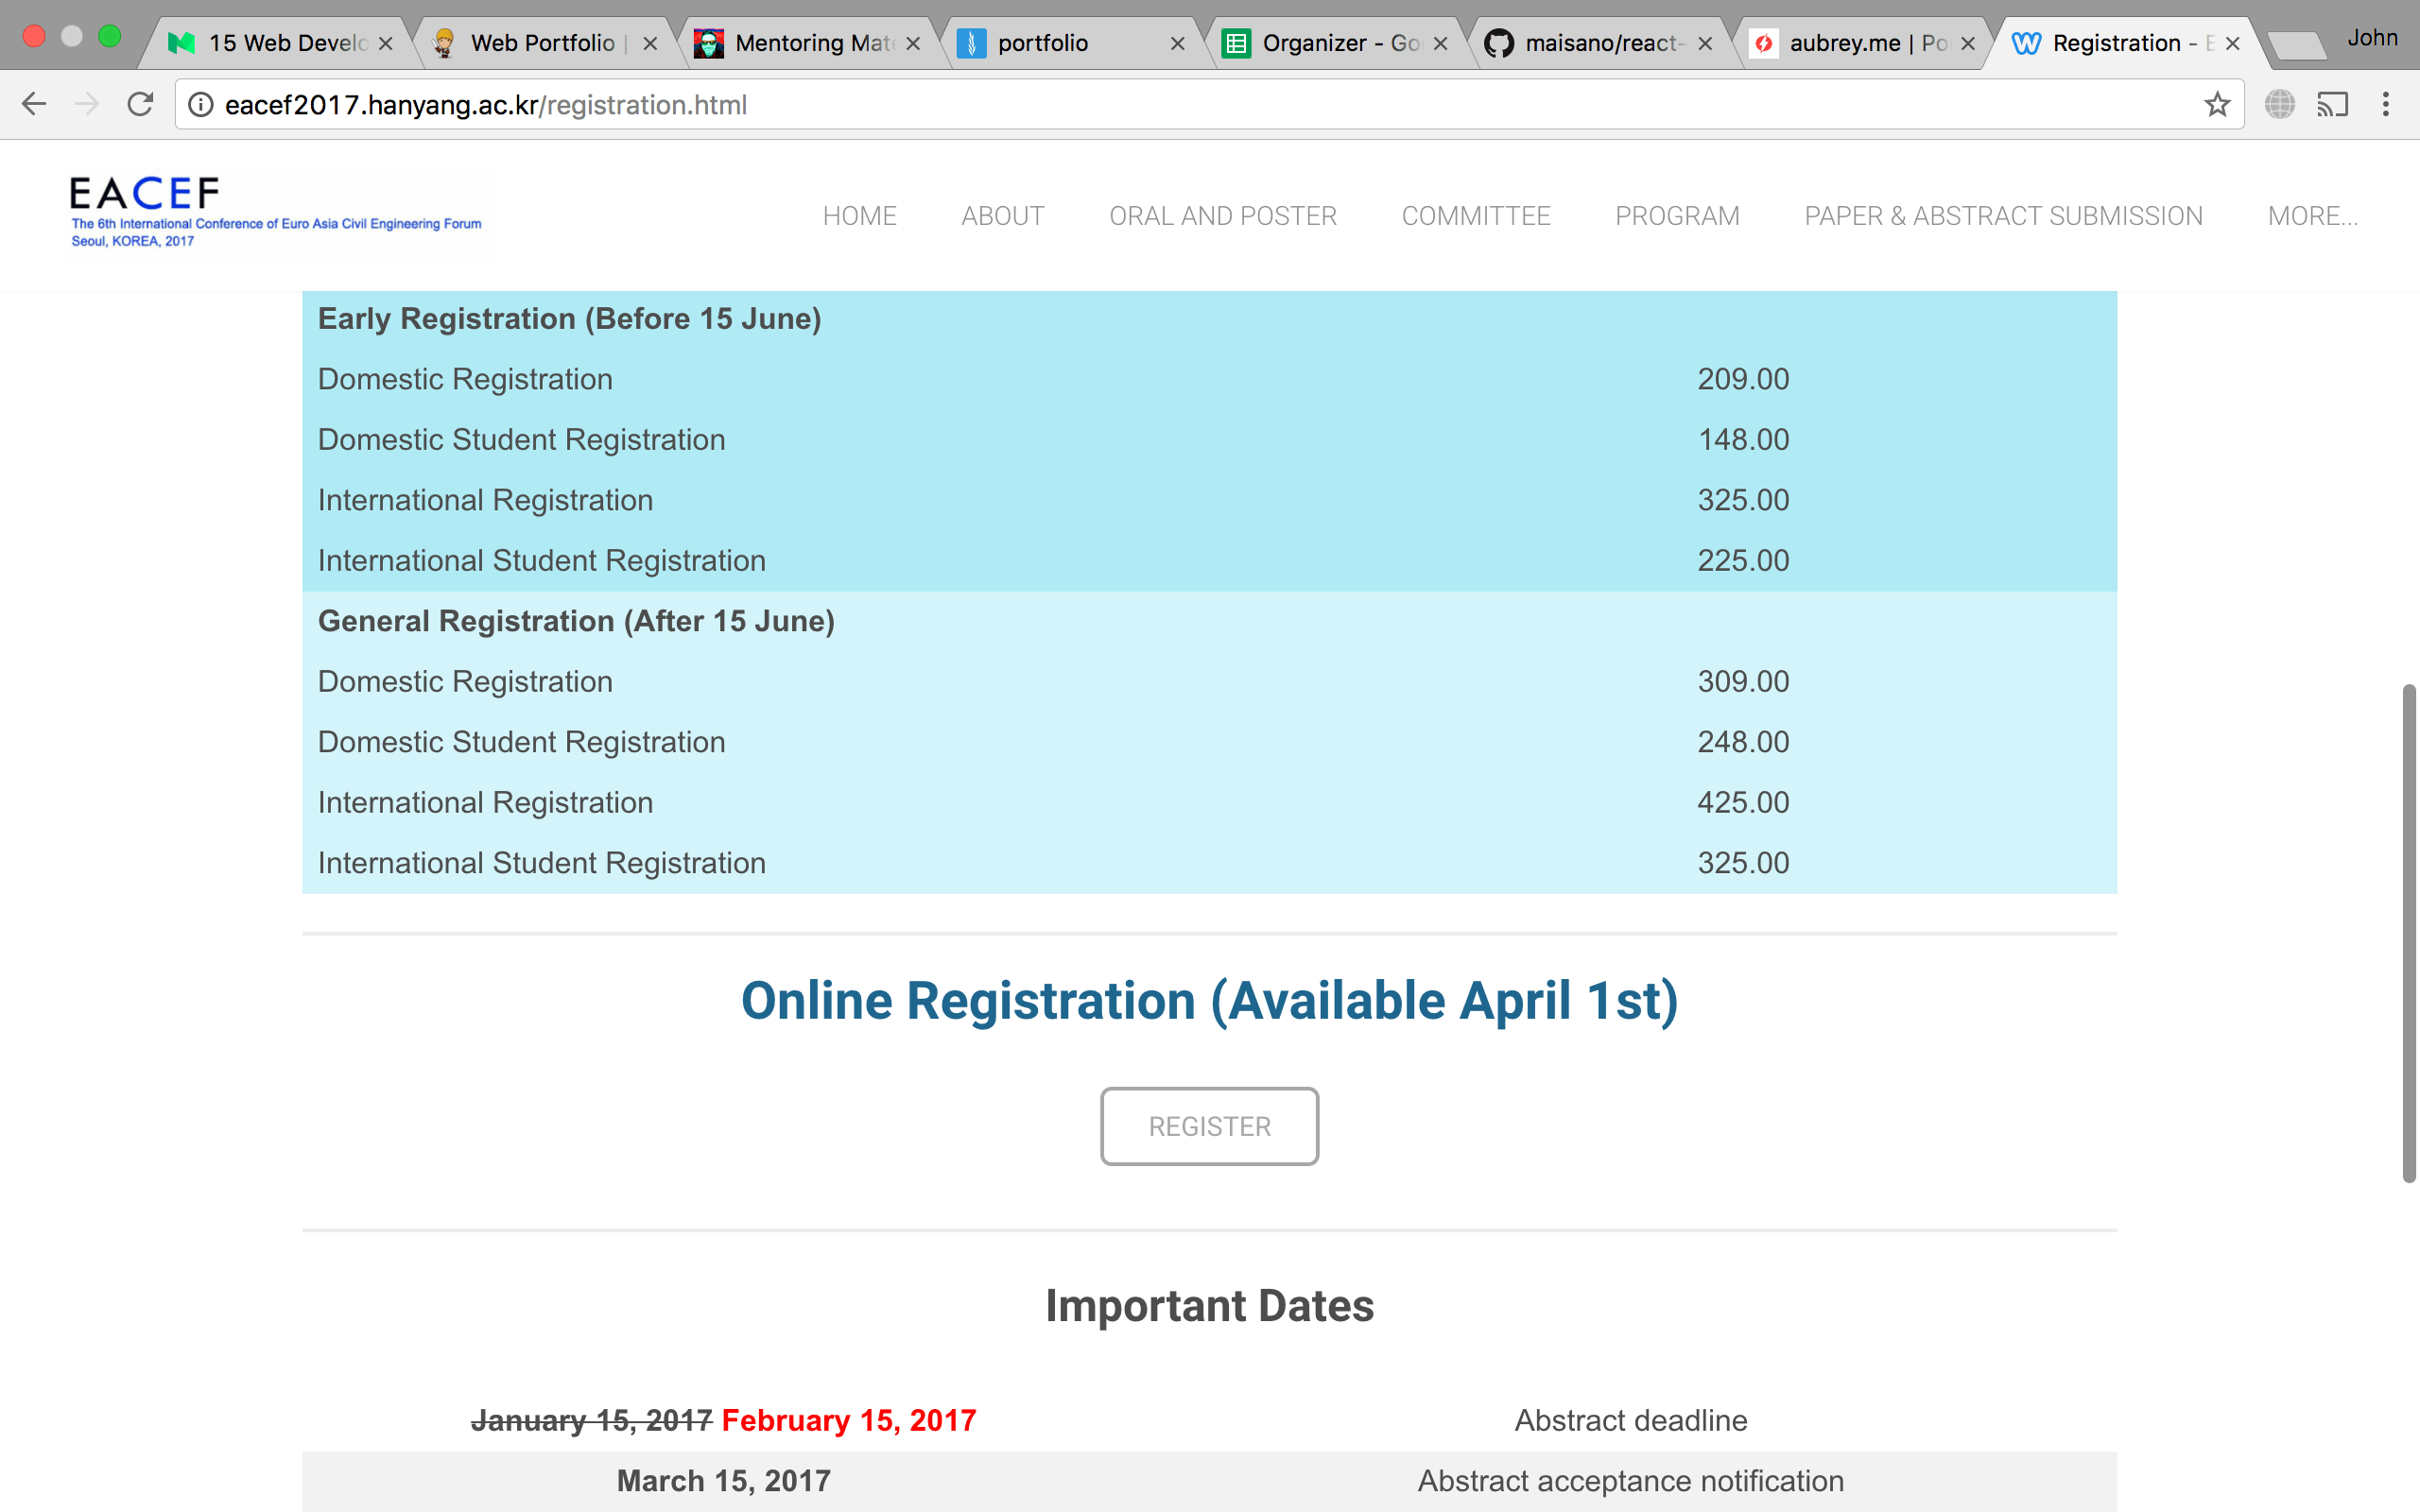 15 Web Develo
Web Portfolio |
Mentoring Mate
portfolio
Organizer - Go
maisano/react-
aubrey.me | Po
Registration - E
John
eacef2017.hanyang.ac.kr/registration.html
EACEF
The 6th International Conference of Euro Asia Civil Engineering Forum
Seoul, KOREA, 2017
HOME
ABOUT
ORAL AND POSTER
COMMITTEE
PROGRAM
PAPER & ABSTRACT SUBMISSION
MORE...
Early Registration (Before 15 June)
Domestic Registration 209.00
Domestic Student Registration 148.00
International Registration 325.00
International Student Registration 225.00
General Registration (After 15 June)
Domestic Registration 309.00
Domestic Student Registration 248.00
International Registration 425.00
International Student Registration 325.00
Online Registration (Available April 1st)
REGISTER
Important Dates
January 15, 2017 February 15, 2017 Abstract deadline
March 15, 2017 Abstract acceptance notification